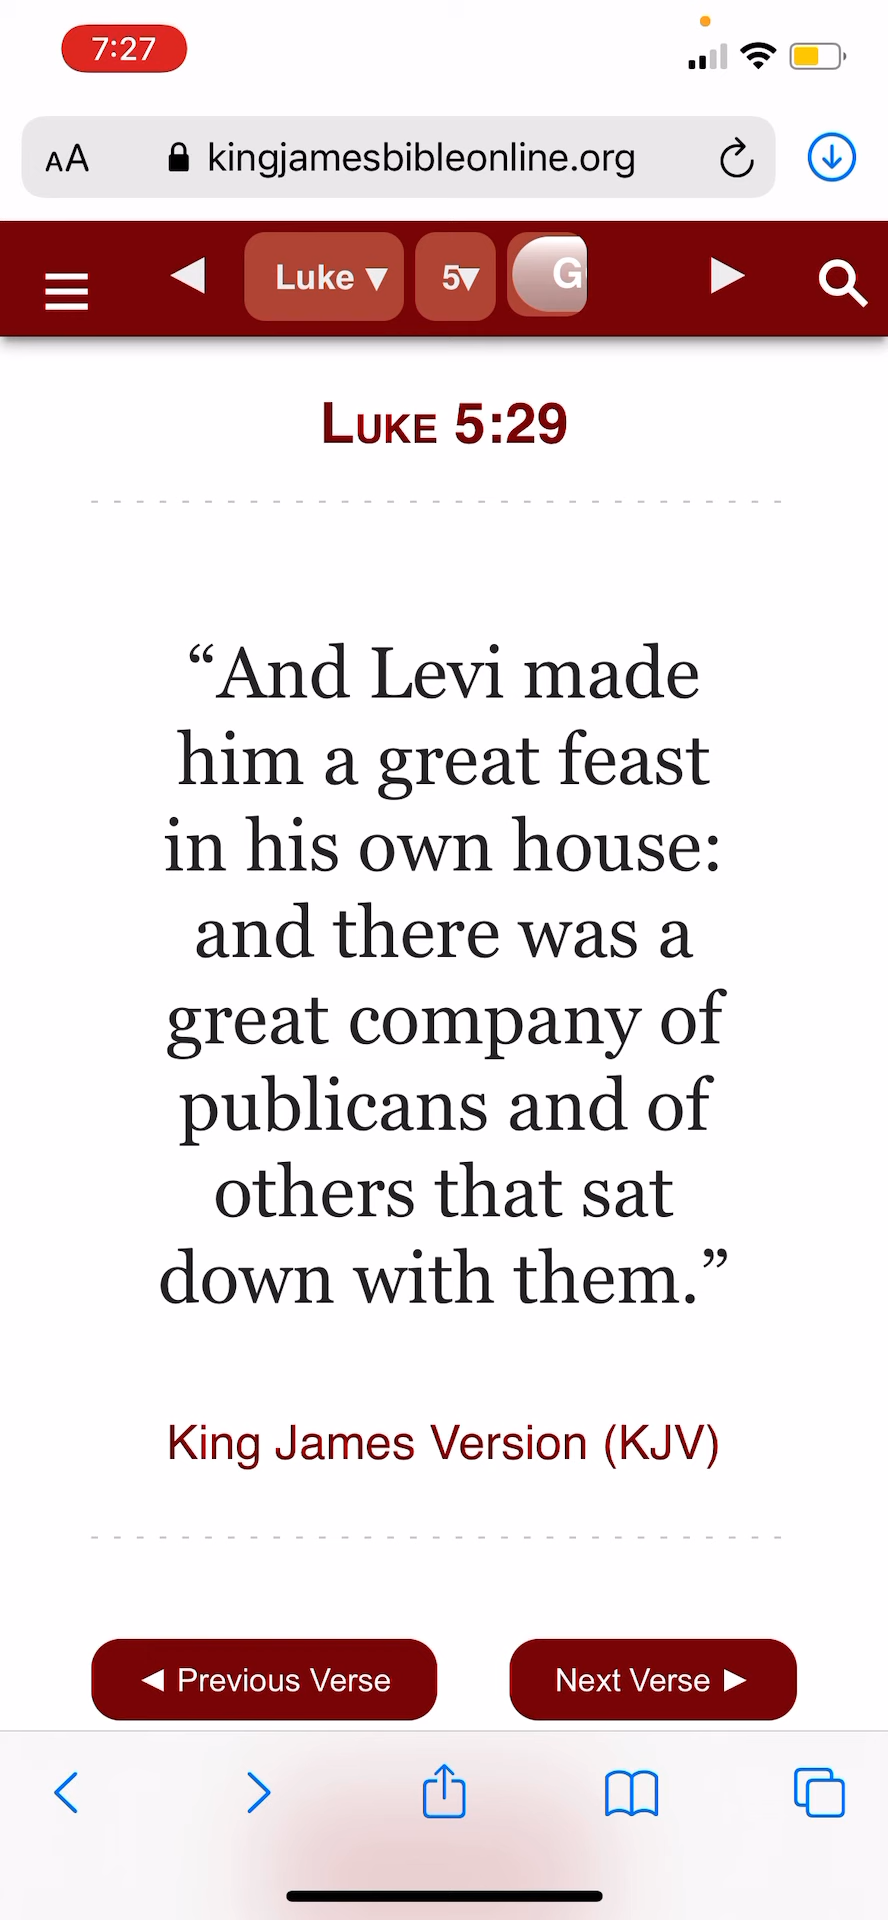 7:27
AA kingjamesbibleonline.org
Luke ▼ 5▼ G
LUKE 5:29
“And Levi made
him a great feast
in his own house:
and there was a
great company of
publicans and of
others that sat
down with them.”
King James Version (KJV)
◄ Previous Verse Next Verse ►